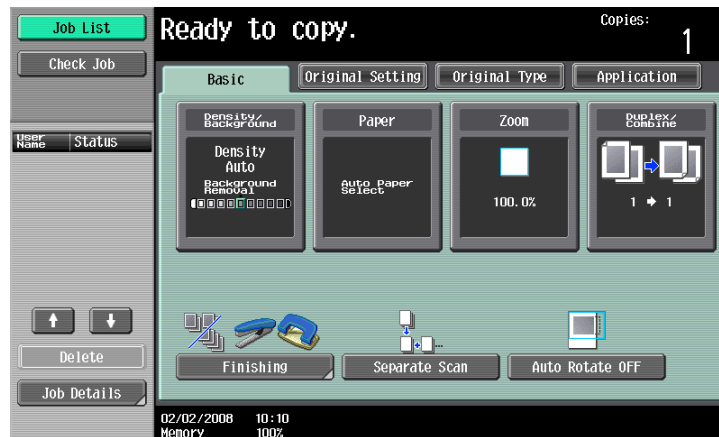 Job List
Check Job
User Name
Status
Delete
Job Details
Ready to copy.
Copies:
1
Basic
Original Setting
Original Type
Application
Density/
Background
Density
Auto
Background
Removal
Paper
Auto Paper
Select
Zoom
100.0%
Duplex/
Combine
1 → 1
Finishing
Separate Scan
Auto Rotate OFF
02/02/2008 10:10
Memory 100%